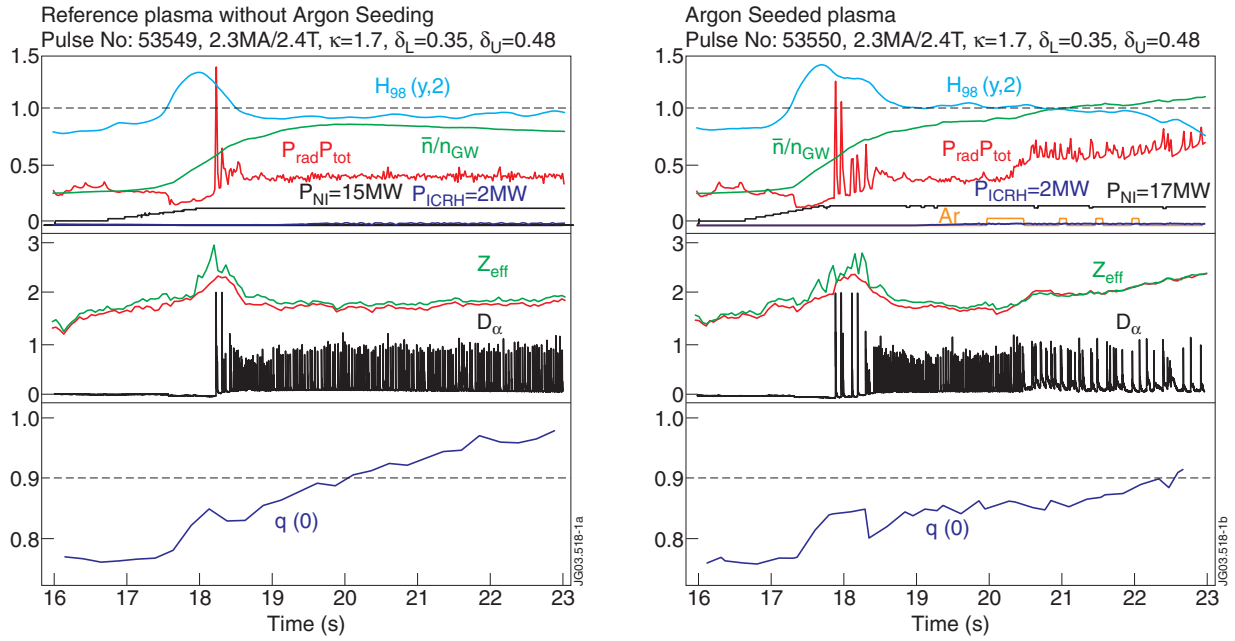 Reference plasma without Argon Seeding
Pulse No: 53549, 2.3MA/2.4T, κ=1.7, δL=0.35, δU=0.48
1.5
1.0
0.5
0
H98 (y,2)
n̄/nGW
PradPtot
PNI=15MW
PICRH=2MW
3
2
1
0
Zeff
Dα
1.0
0.9
0.8
q (0)
16 17 18 19 20 21 22 23
Time (s)
JG03.518-1a
Argon Seeded plasma
Pulse No: 53550, 2.3MA/2.4T, κ=1.7, δL=0.35, δU=0.48
1.5
1.0
0.5
0
H98 (y,2)
n̄/nGW
PradPtot
PICRH=2MW
PNI=17MW
Ar
3
2
1
0
Zeff
Dα
1.0
0.9
0.8
q (0)
16 17 18 19 20 21 22 23
Time (s)
JG03.518-1b